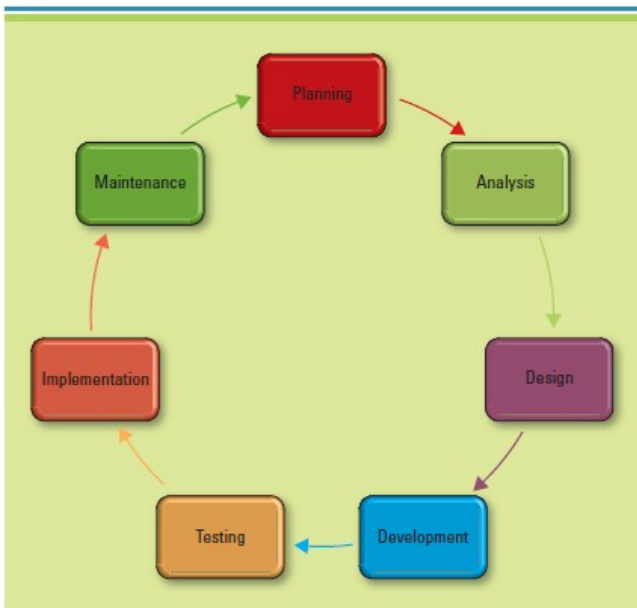 Planning
Analysis
Design
Development
Testing
Implementation
Maintenance